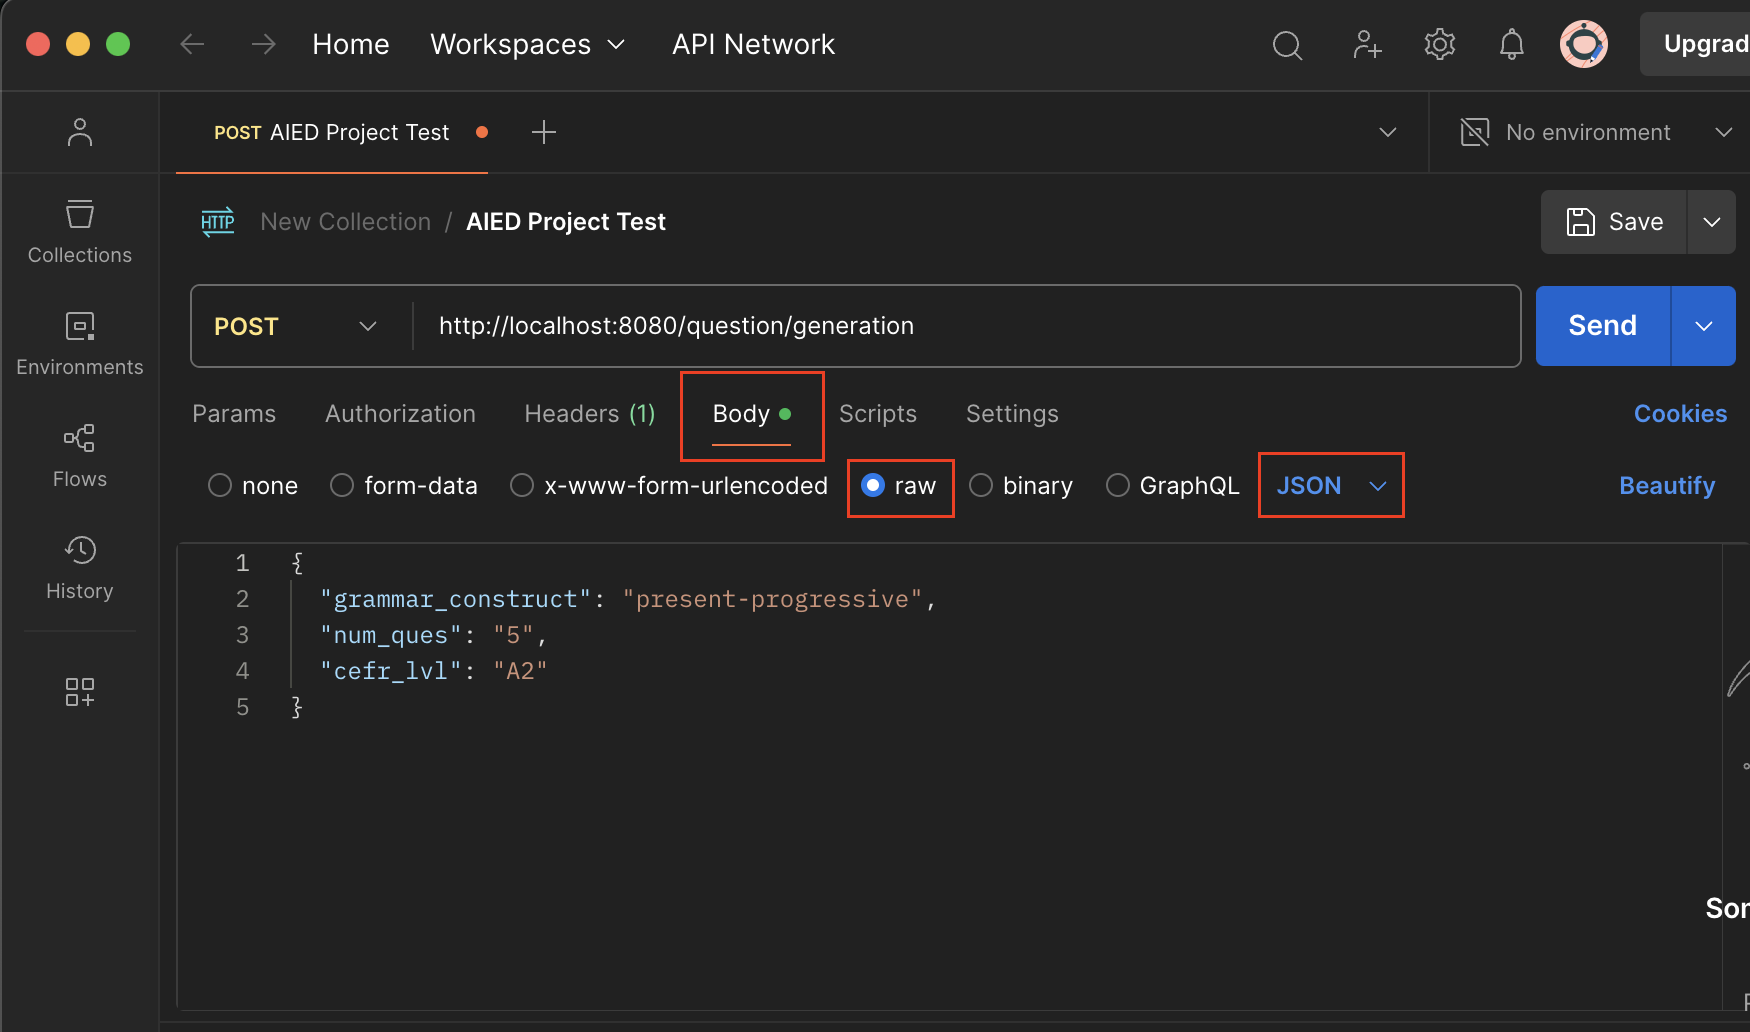 Home Workspaces API Network Upgrad
POST AIED Project Test No environment
HTTP New Collection / AIED Project Test Save
Collections
POST http://localhost:8080/question/generation Send
Environments
Params Authorization Headers (1) Body Scripts Settings Cookies
Flows
none form-data x-www-form-urlencoded raw binary GraphQL JSON Beautify
History
1 {
2 "grammar_construct": "present-progressive",
3 "num_ques": "5",
4 "cefr_lvl": "A2"
5 }